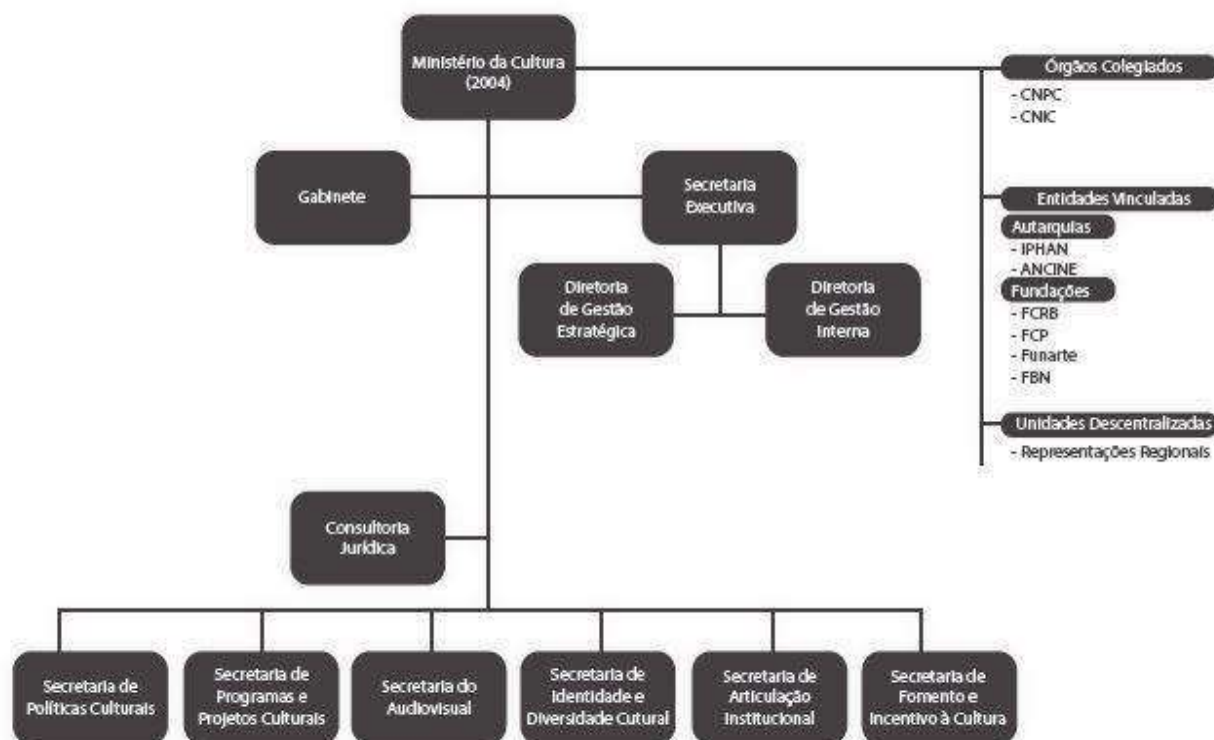 Ministério da Cultura
(2004)
Órgãos Colegiados
- CNPC
- CNIC
Gabinete
Secretaria
Executiva
Entidades Vinculadas
Autarquias
- IPHAN
- ANCINE
Fundações
- FCRB
- FCP
- Funarte
- FBN
Diretoria
de Gestão
Estratégica
Diretoria
de Gestão
Interna
Unidades Descentralizadas
- Representações Regionais
Consultoria
Jurídica
Secretaria de
Políticas Culturais
Secretaria de
Programas e
Projetos Culturais
Secretaria do
Audiovisual
Secretaria de
Identidade e
Diversidade Cutural
Secretaria de
Articulação
Institucional
Secretaria de
Fomento e
Incentivo à Cultura